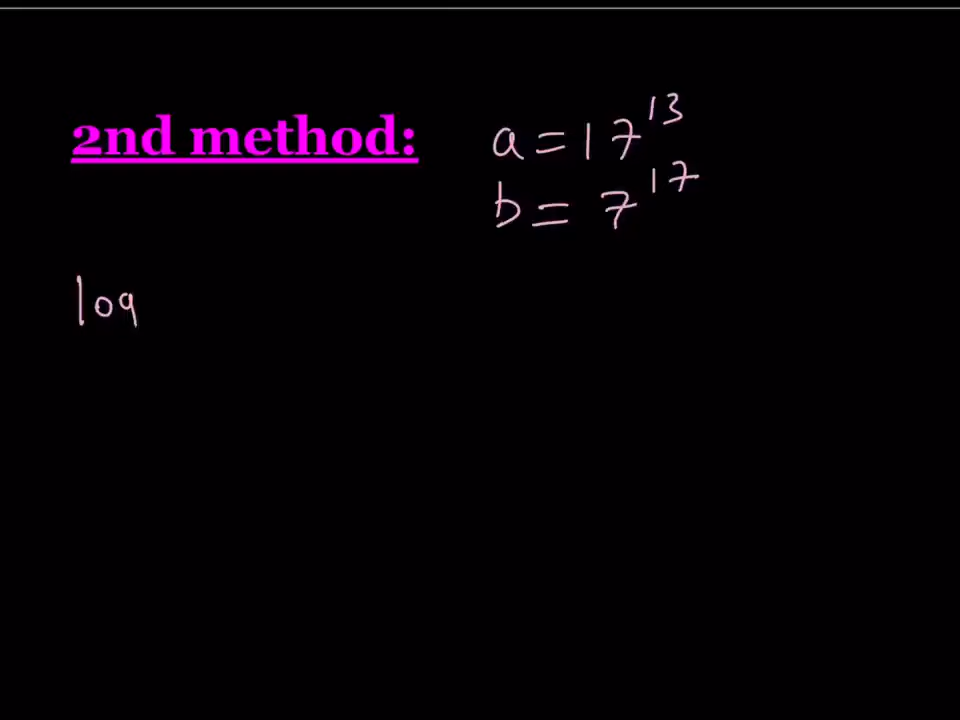 2nd method:
a = 17^13
b = 7^17
log